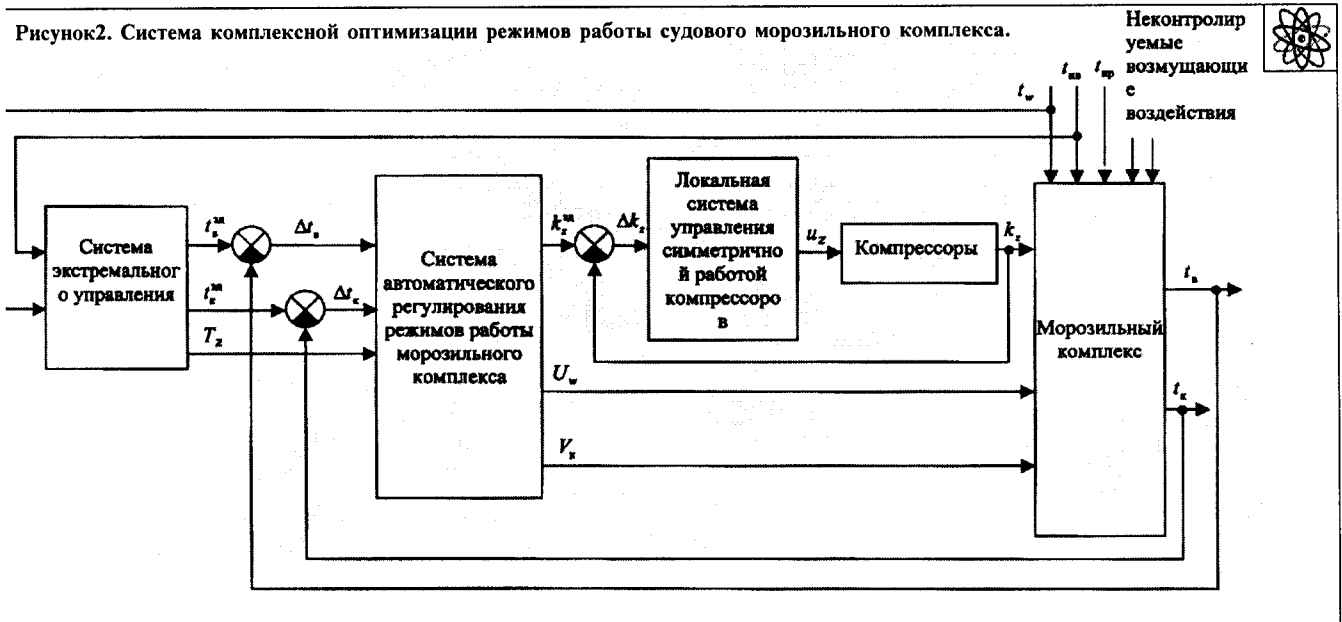 Рисунок2. Система комплексной оптимизации режимов работы судового морозильного комплекса.
Неконтролир
уемые
возмущающи
е
воздействия
t_w
t_нв
t_пр
Система
экстремальног
о управления
t_в^зд
Δt_в
t_к^зд
Δt_к
T_z
Система
автоматического
регулирования
режимов работы
морозильного
комплекса
k_z^зд
Δk_z
Локальная
система
управления
симметрично
й работой
компрессоро
в
u_z
Компрессоры
k_z
U_w
V_к
Морозильный
комплекс
t_в
t_к